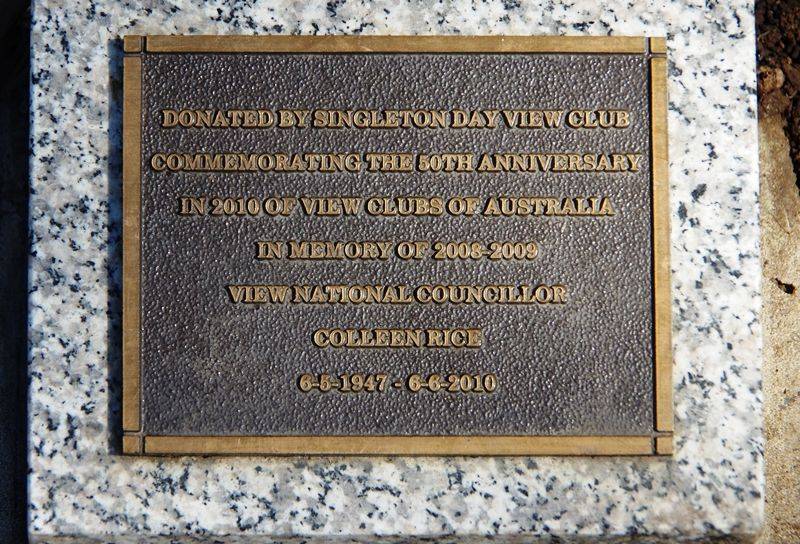 DONATED BY SINGLETON DAY VIEW CLUB
COMMEMORATING THE 50TH ANNIVERSARY
IN 2010 OF VIEW CLUBS OF AUSTRALIA
IN MEMORY OF 2008-2009
VIEW NATIONAL COUNCILLOR
COLLEEN RICE
6-5-1947 - 6-6-2010